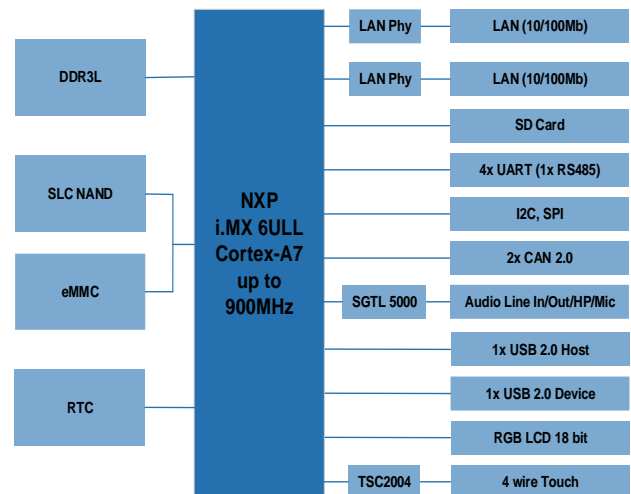 DDR3L
SLC NAND
eMMC
RTC
NXP
i.MX 6ULL
Cortex-A7
up to
900MHz
LAN Phy
LAN (10/100Mb)
LAN Phy
LAN (10/100Mb)
SD Card
4x UART (1x RS485)
I2C, SPI
2x CAN 2.0
SGTL 5000
Audio Line In/Out/HP/Mic
1x USB 2.0 Host
1x USB 2.0 Device
RGB LCD 18 bit
TSC2004
4 wire Touch